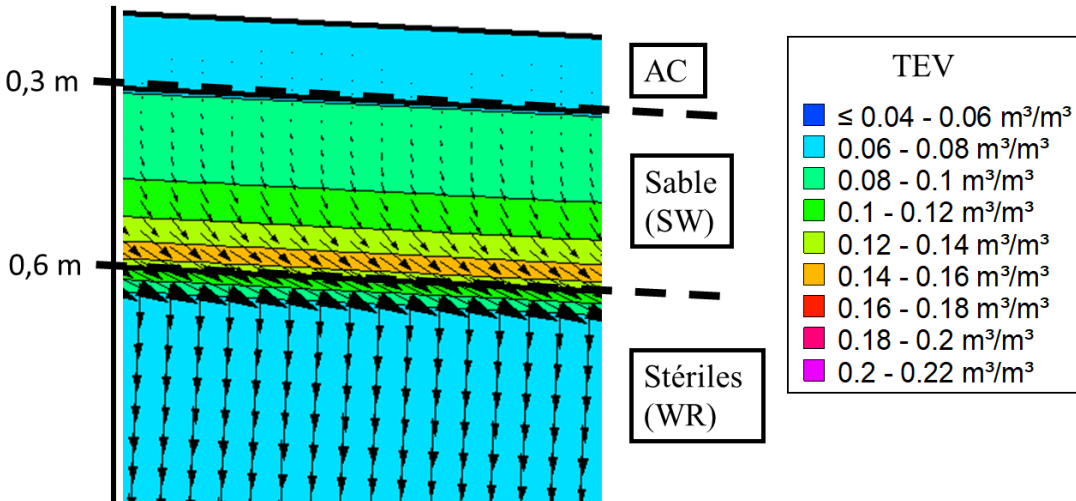 0,3 m
0,6 m
AC
Sable
(SW)
Stériles
(WR)
TEV
≤ 0.04 - 0.06 m³/m³
0.06 - 0.08 m³/m³
0.08 - 0.1 m³/m³
0.1 - 0.12 m³/m³
0.12 - 0.14 m³/m³
0.14 - 0.16 m³/m³
0.16 - 0.18 m³/m³
0.18 - 0.2 m³/m³
0.2 - 0.22 m³/m³